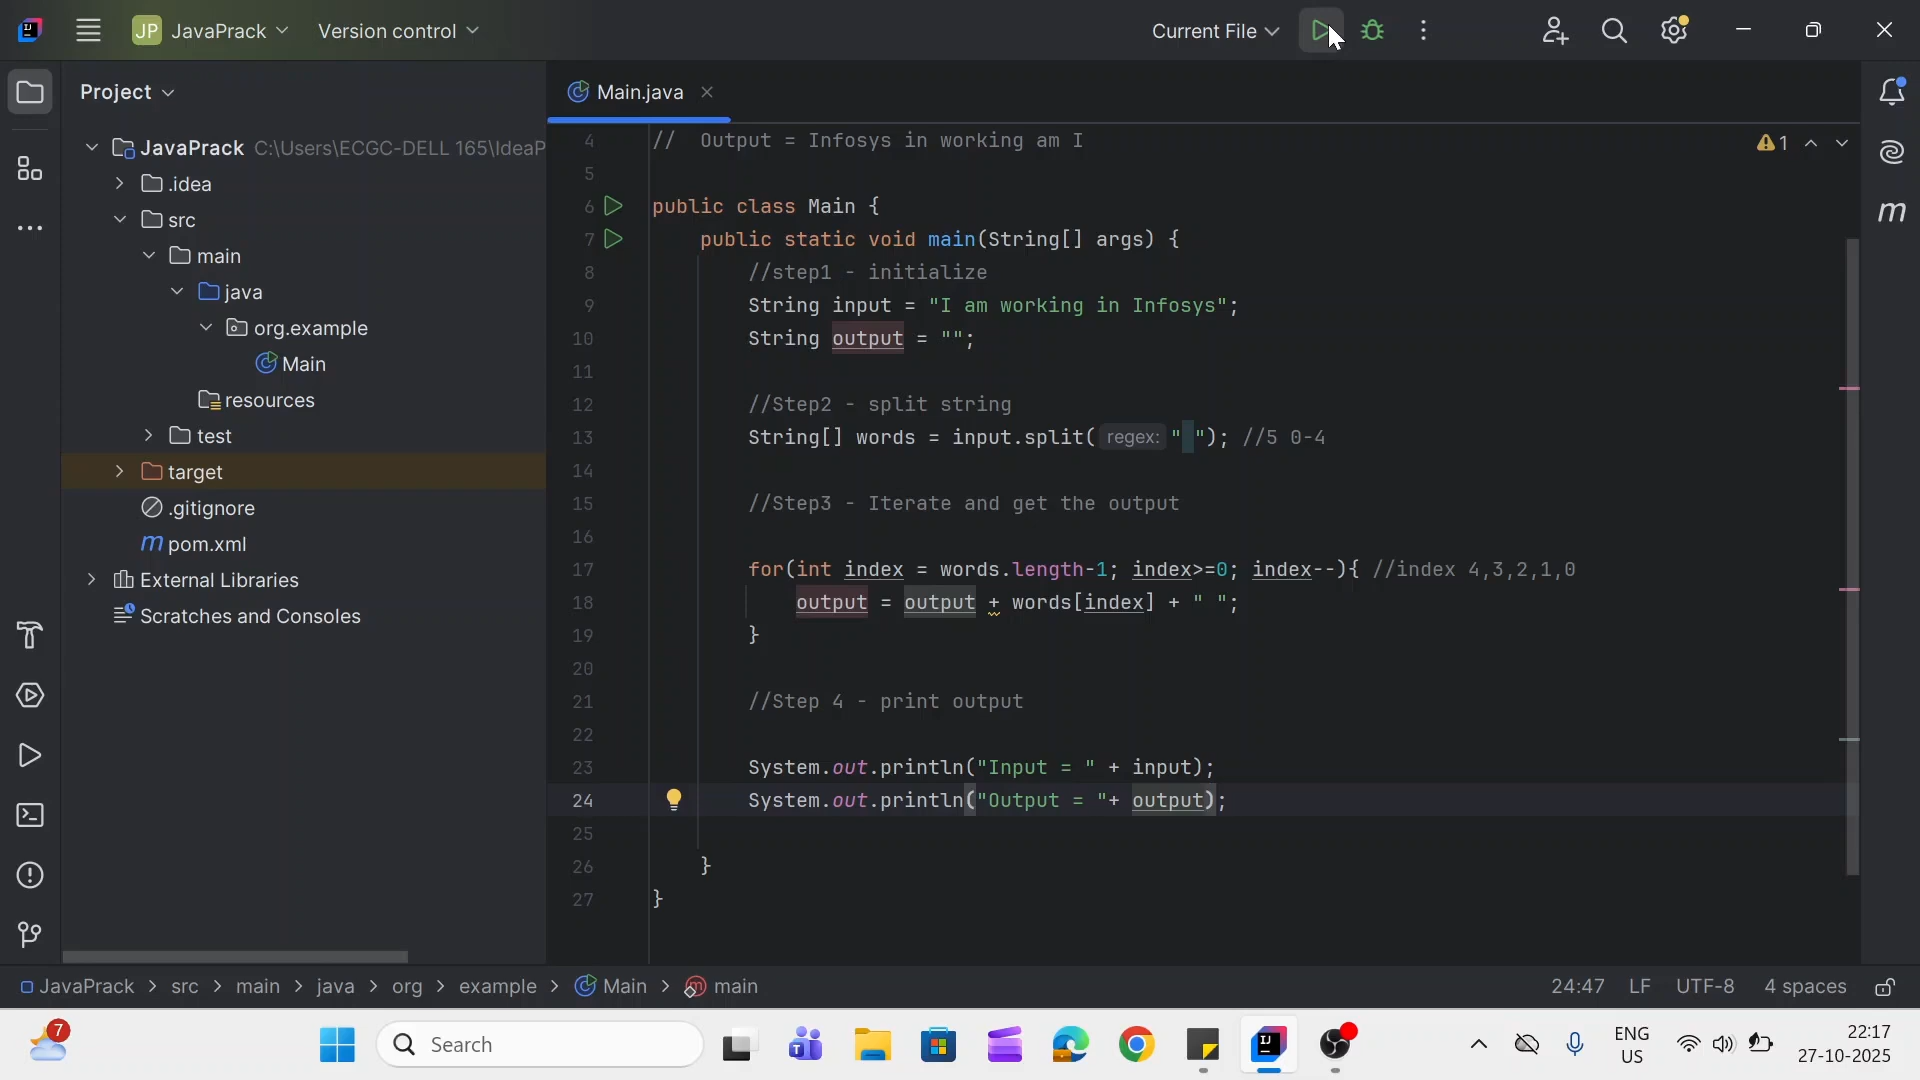 JP JavaPrack
Version control
Current File
Project
Main.java
JavaPrack C:\Users\ECGC-DELL 165\IdeaP
.idea
src
main
java
org.example
Main
resources
test
target
.gitignore
m pom.xml
External Libraries
Scratches and Consoles
4 // Output = Infosys in working am I
1
5
6 public class Main {
7 public static void main(String[] args) {
8 //step1 - initialize
9 String input = "I am working in Infosys";
10 String output = "";
11
12 //Step2 - split string
13 String[] words = input.split( regex: " "); //5 0-4
14
15 //Step3 - Iterate and get the output
16
17 for(int index = words.length-1; index>=0; index--){ //index 4,3,2,1,0
18 output = output + words[index] + " ";
19 }
20
21 //Step 4 - print output
22
23 System.out.println("Input = " + input);
24 System.out.println("Output = "+ output);
25
26 }
27 }
m
JavaPrack > src > main > java > org > example > Main > m main
24:47 LF UTF-8 4 spaces
7
Search
ENG
US
22:17
27-10-2025